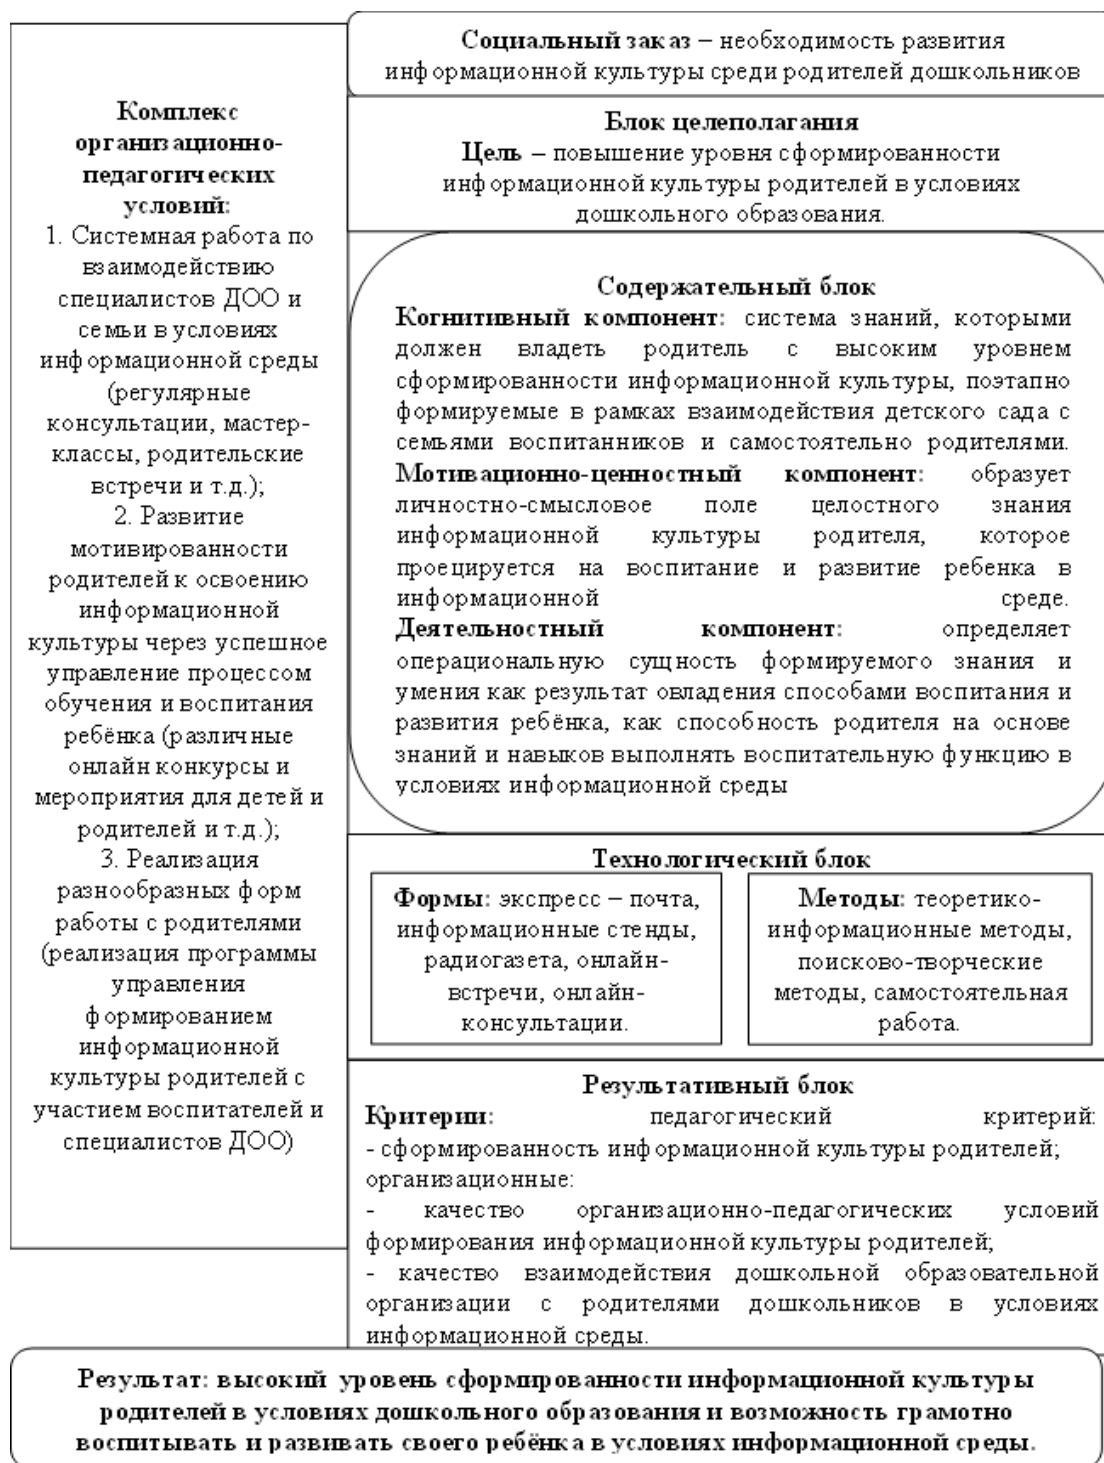 Комплекс
организационно-
педагогических
условий:
1. Системная работа по
взаимодействию
специалистов ДОО и
семьи в условиях
информационной среды
(регулярные
консультации, мастер-
классы, родительские
встречи и т.д.);
2. Развитие
мотивированности
родителей к освоению
информационной
культуры через успешное
управление процессом
обучения и воспитания
ребёнка (различные
онлайн конкурсы и
мероприятия для детей и
родителей и т.д.);
3. Реализация
разнообразных форм
работы с родителями
(реализация программы
управления
формированием
информационной
культуры родителей с
участием воспитателей и
специалистов ДОО)
Социальный заказ – необходимость развития
информационной культуры среди родителей дошкольников
Блок целеполагания
Цель – повышение уровня сформированности
информационной культуры родителей в условиях
дошкольного образования.
Содержательный блок
Когнитивный компонент: система знаний, которыми
должен владеть родитель с высоким уровнем
сформированности информационной культуры, поэтапно
формируемые в рамках взаимодействия детского сада с
семьями воспитанников и самостоятельно родителями.
Мотивационно-ценностный компонент: образует
личностно-смысловое поле целостного знания
информационной культуры родителя, которое
проецируется на воспитание и развитие ребенка в
информационной среде.
Деятельностный компонент: определяет
операциональную сущность формируемого знания и
умения как результат овладения способами воспитания и
развития ребёнка, как способность родителя на основе
знаний и навыков выполнять воспитательную функцию в
условиях информационной среды
Технологический блок
Формы: экспресс – почта,
информационные стенды,
радиогазета, онлайн-
встречи, онлайн-
консультации.
Методы: теоретико-
информационные методы,
поисково-творческие
методы, самостоятельная
работа.
Результативный блок
Критерии: педагогический критерий:
- сформированность информационной культуры родителей;
организационные:
- качество организационно-педагогических условий
формирования информационной культуры родителей;
- качество взаимодействия дошкольной образовательной
организации с родителями дошкольников в условиях
информационной среды.
Результат: высокий уровень сформированности информационной культуры
родителей в условиях дошкольного образования и возможность грамотно
воспитывать и развивать своего ребёнка в условиях информационной среды.